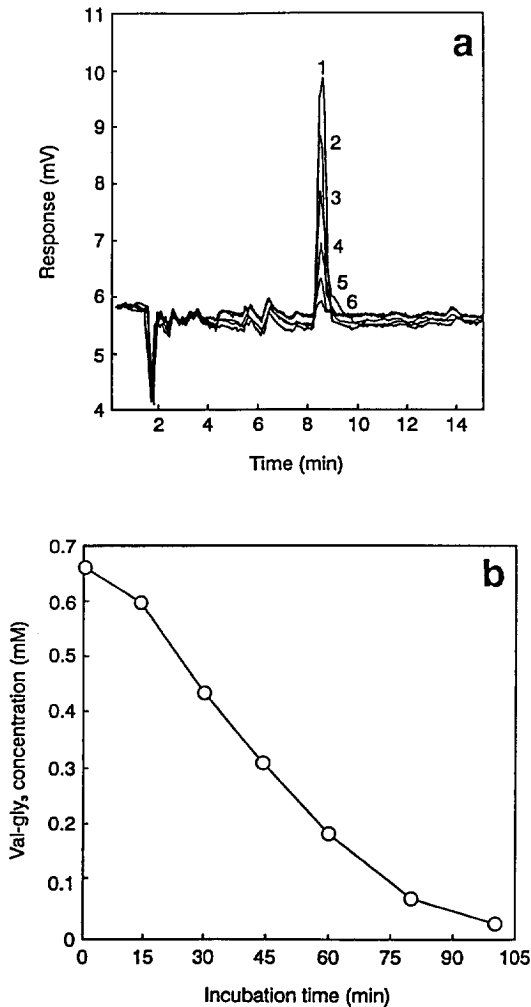 a
11
10
9
8
7
6
5
4
Response (mV)
1
2
3
4
5
6
2 4 6 8 10 12 14
Time (min)
b
0.7
0.6
0.5
0.4
0.3
0.2
0.1
0
Val-gly₃ concentration (mM)
0 15 30 45 60 75 90 105
Incubation time (min)